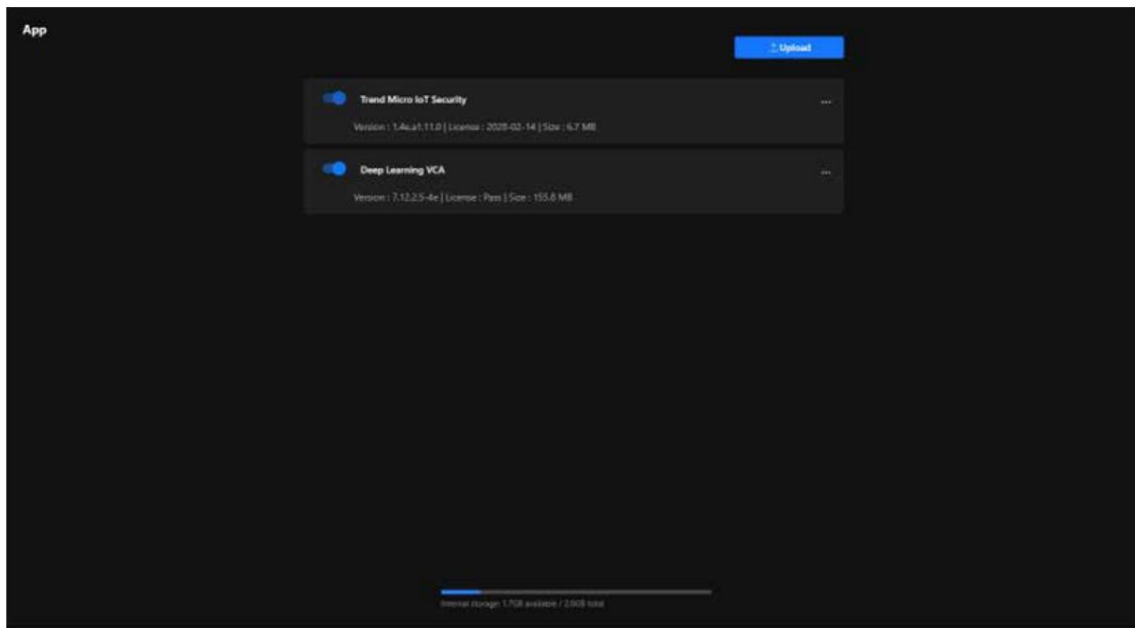 App
Upload
Trend Micro IoT Security
Version : 1.4e.a1.11.0 | License : 2028-02-14 | Size : 6.7 MB
Deep Learning VCA
Version : 7.12.2.5-4e | License : Pass | Size : 155.8 MB
Internal storage: 1.7GB available / 2.0GB total